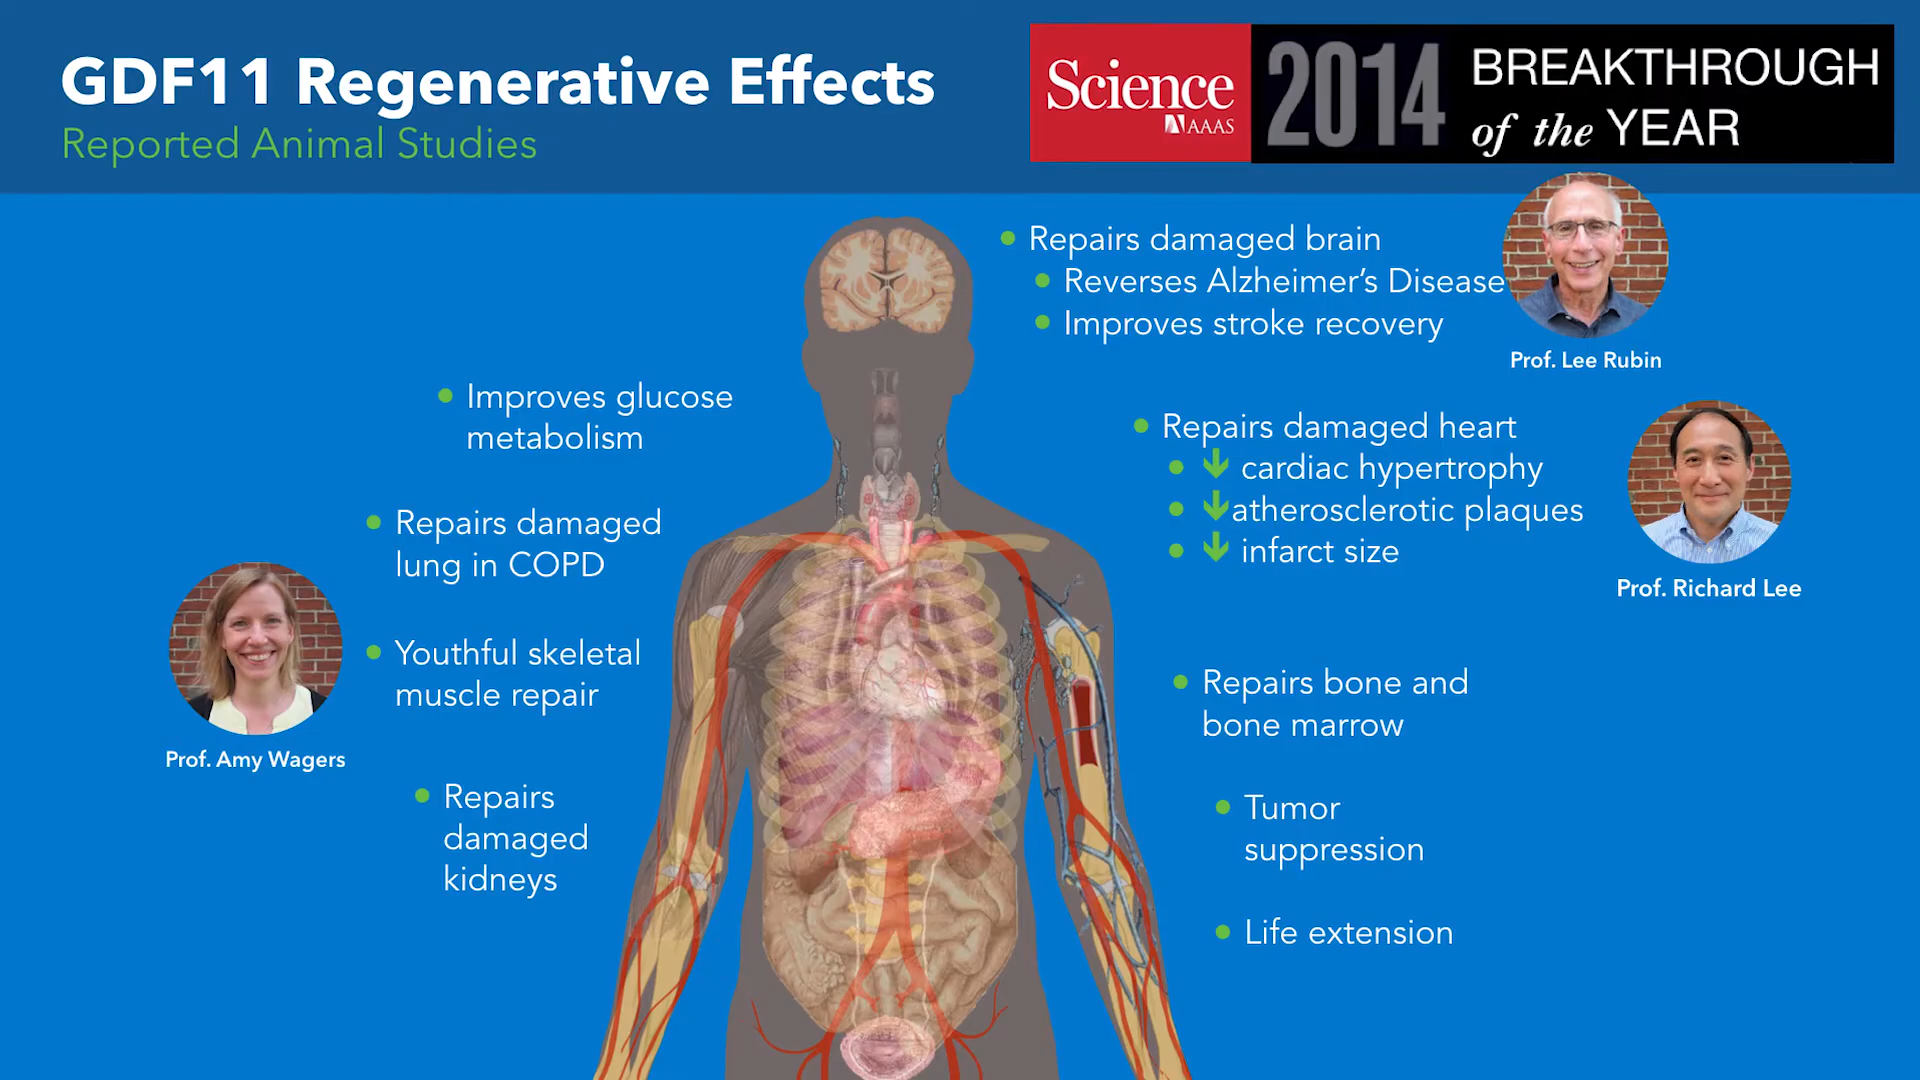 GDF11 Regenerative Effects
Reported Animal Studies
Science
AAAS
2014
BREAKTHROUGH
of the YEAR
Repairs damaged brain
Reverses Alzheimer's Disease
Improves stroke recovery
Prof. Lee Rubin
Improves glucose
metabolism
Repairs damaged heart
↓ cardiac hypertrophy
↓atherosclerotic plaques
↓ infarct size
Prof. Richard Lee
Repairs damaged
lung in COPD
Youthful skeletal
muscle repair
Prof. Amy Wagers
Repairs bone and
bone marrow
Repairs
damaged
kidneys
Tumor
suppression
Life extension